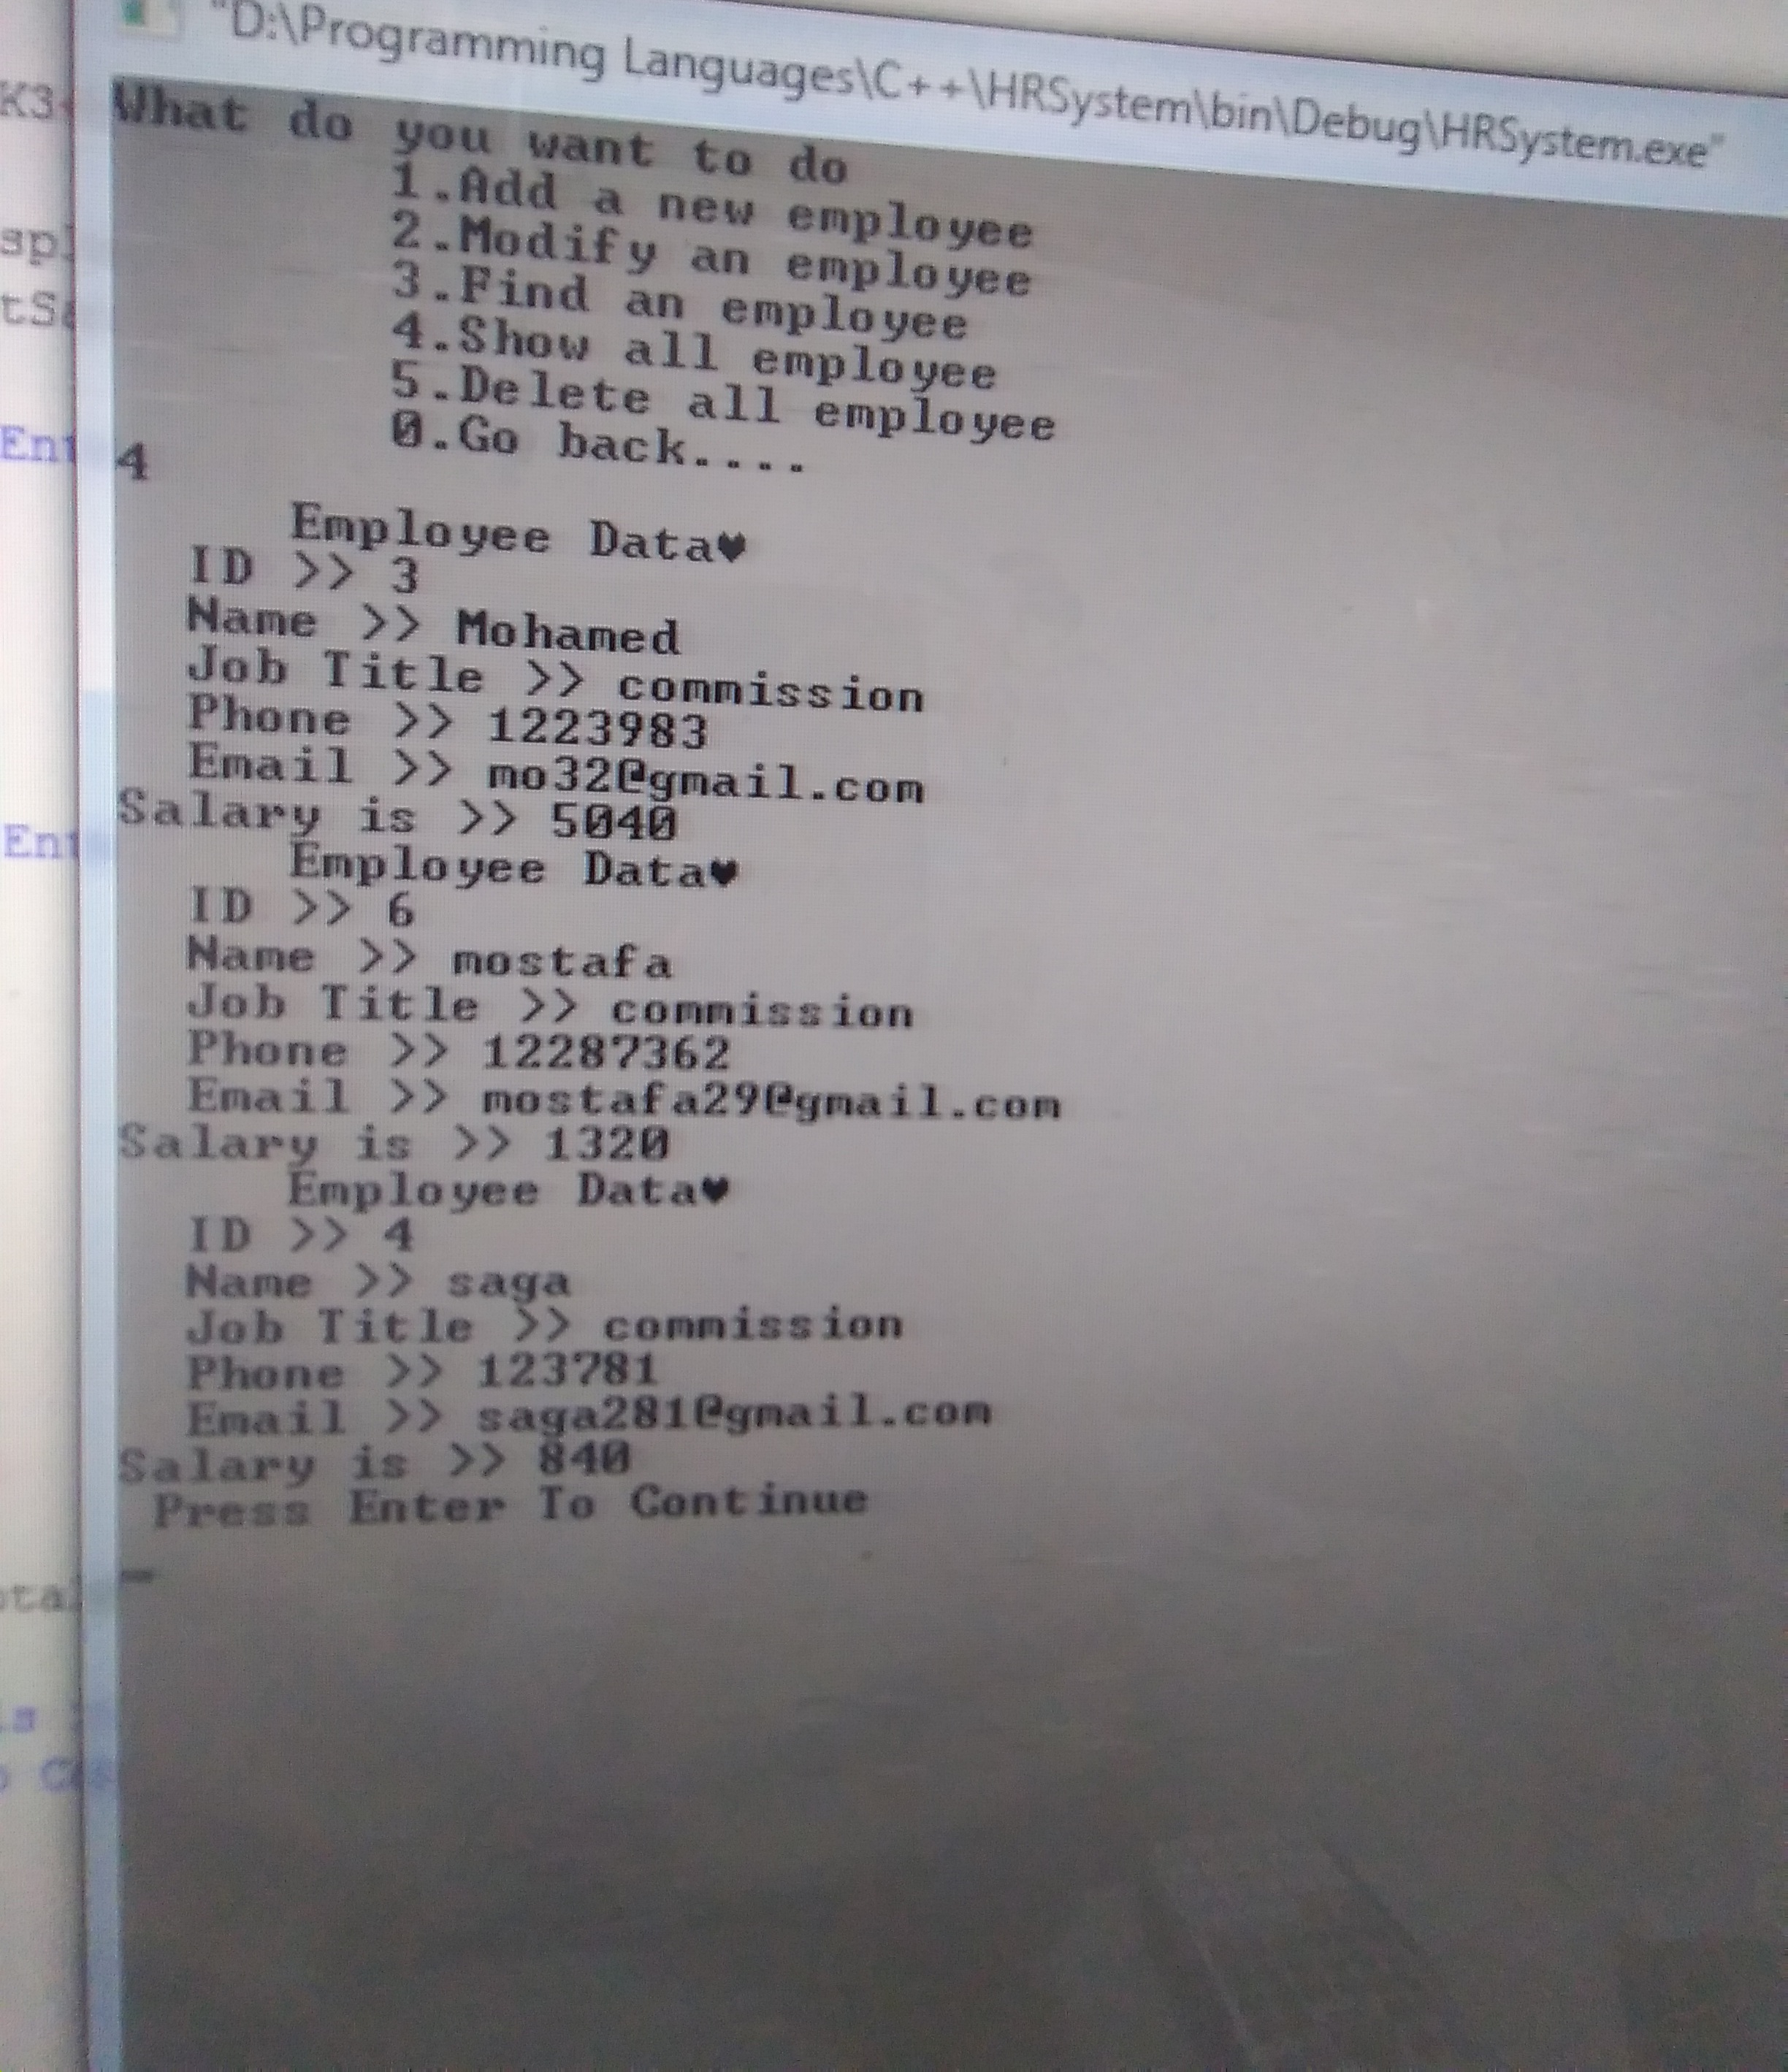 "D:\Programming Languages\C++\HRSystem\bin\Debug\HRSystem.exe"
What do you want to do
1.Add a new employee
2.Modify an employee
3.Find an employee
4.Show all employee
5.Delete all employee
0.Go back....
4
Employee Data♥
ID >> 3
Name >> Mohamed
Job Title >> commission
Phone >> 1223983
Email >> mo32@gmail.com
Salary is >> 5040
Employee Data♥
ID >> 6
Name >> mostafa
Job Title >> commission
Phone >> 12287362
Email >> mostafa29@gmail.com
Salary is >> 1320
Employee Data♥
ID >> 4
Name >> saga
Job Title >> commission
Phone >> 123781
Email >> saga281@gmail.com
Salary is >> 840
Press Enter To Continue